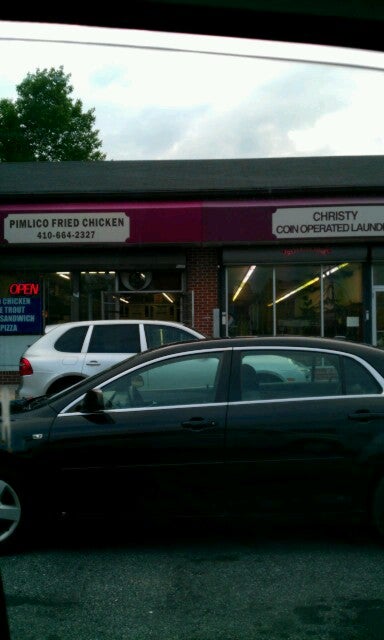 PIMLICO FRIED CHICKEN
410-664-2327
CHRISTY
COIN OPERATED LAUND
OPEN
CHICKEN
TROUT
SANDWICH
PIZZA